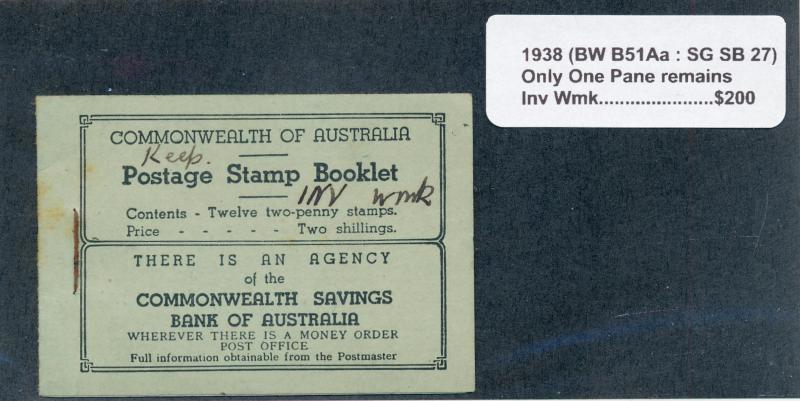 1938 (BW B51Aa : SG SB 27)
Only One Pane remains
Inv Wmk......................$200
COMMONWEALTH OF AUSTRALIA
Keep.
Postage Stamp Booklet
INV wmk
Contents - Twelve two-penny stamps.
Price - - - - - Two shillings.
THERE IS AN AGENCY
of the
COMMONWEALTH SAVINGS
BANK OF AUSTRALIA
WHEREVER THERE IS A MONEY ORDER
POST OFFICE
Full information obtainable from the Postmaster